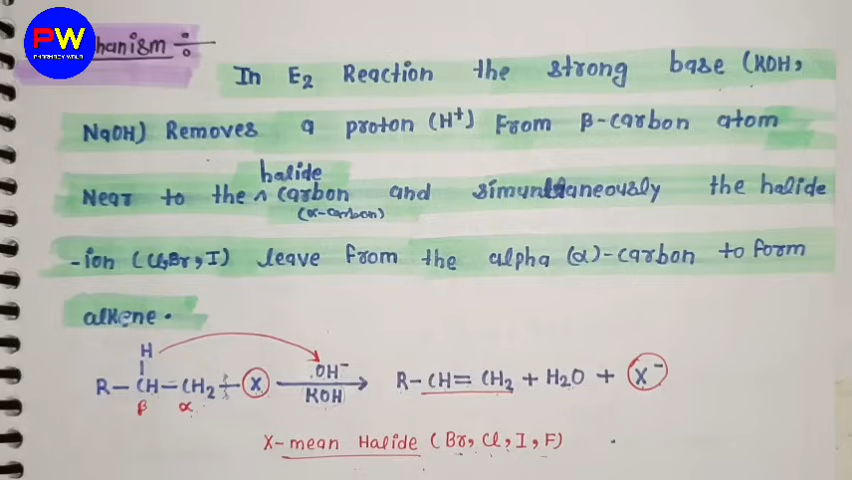 PW
PHARMACY WALA
hanism ÷
In E₂ Reaction the strong base (KOH,
NaOH) Removes a proton (H⁺) From β-carbon atom
halide
Near to the ^ carbon and simultaneously the halide
(α-carbon)
-ion (Cl, Br, I) leave from the alpha (α)-carbon to form
alkene.
H
R-CH-CH₂-X .OH⁻ R-CH=CH₂ + H₂O + X⁻
β α KOH
X-mean Halide (Br, Cl, I, F)